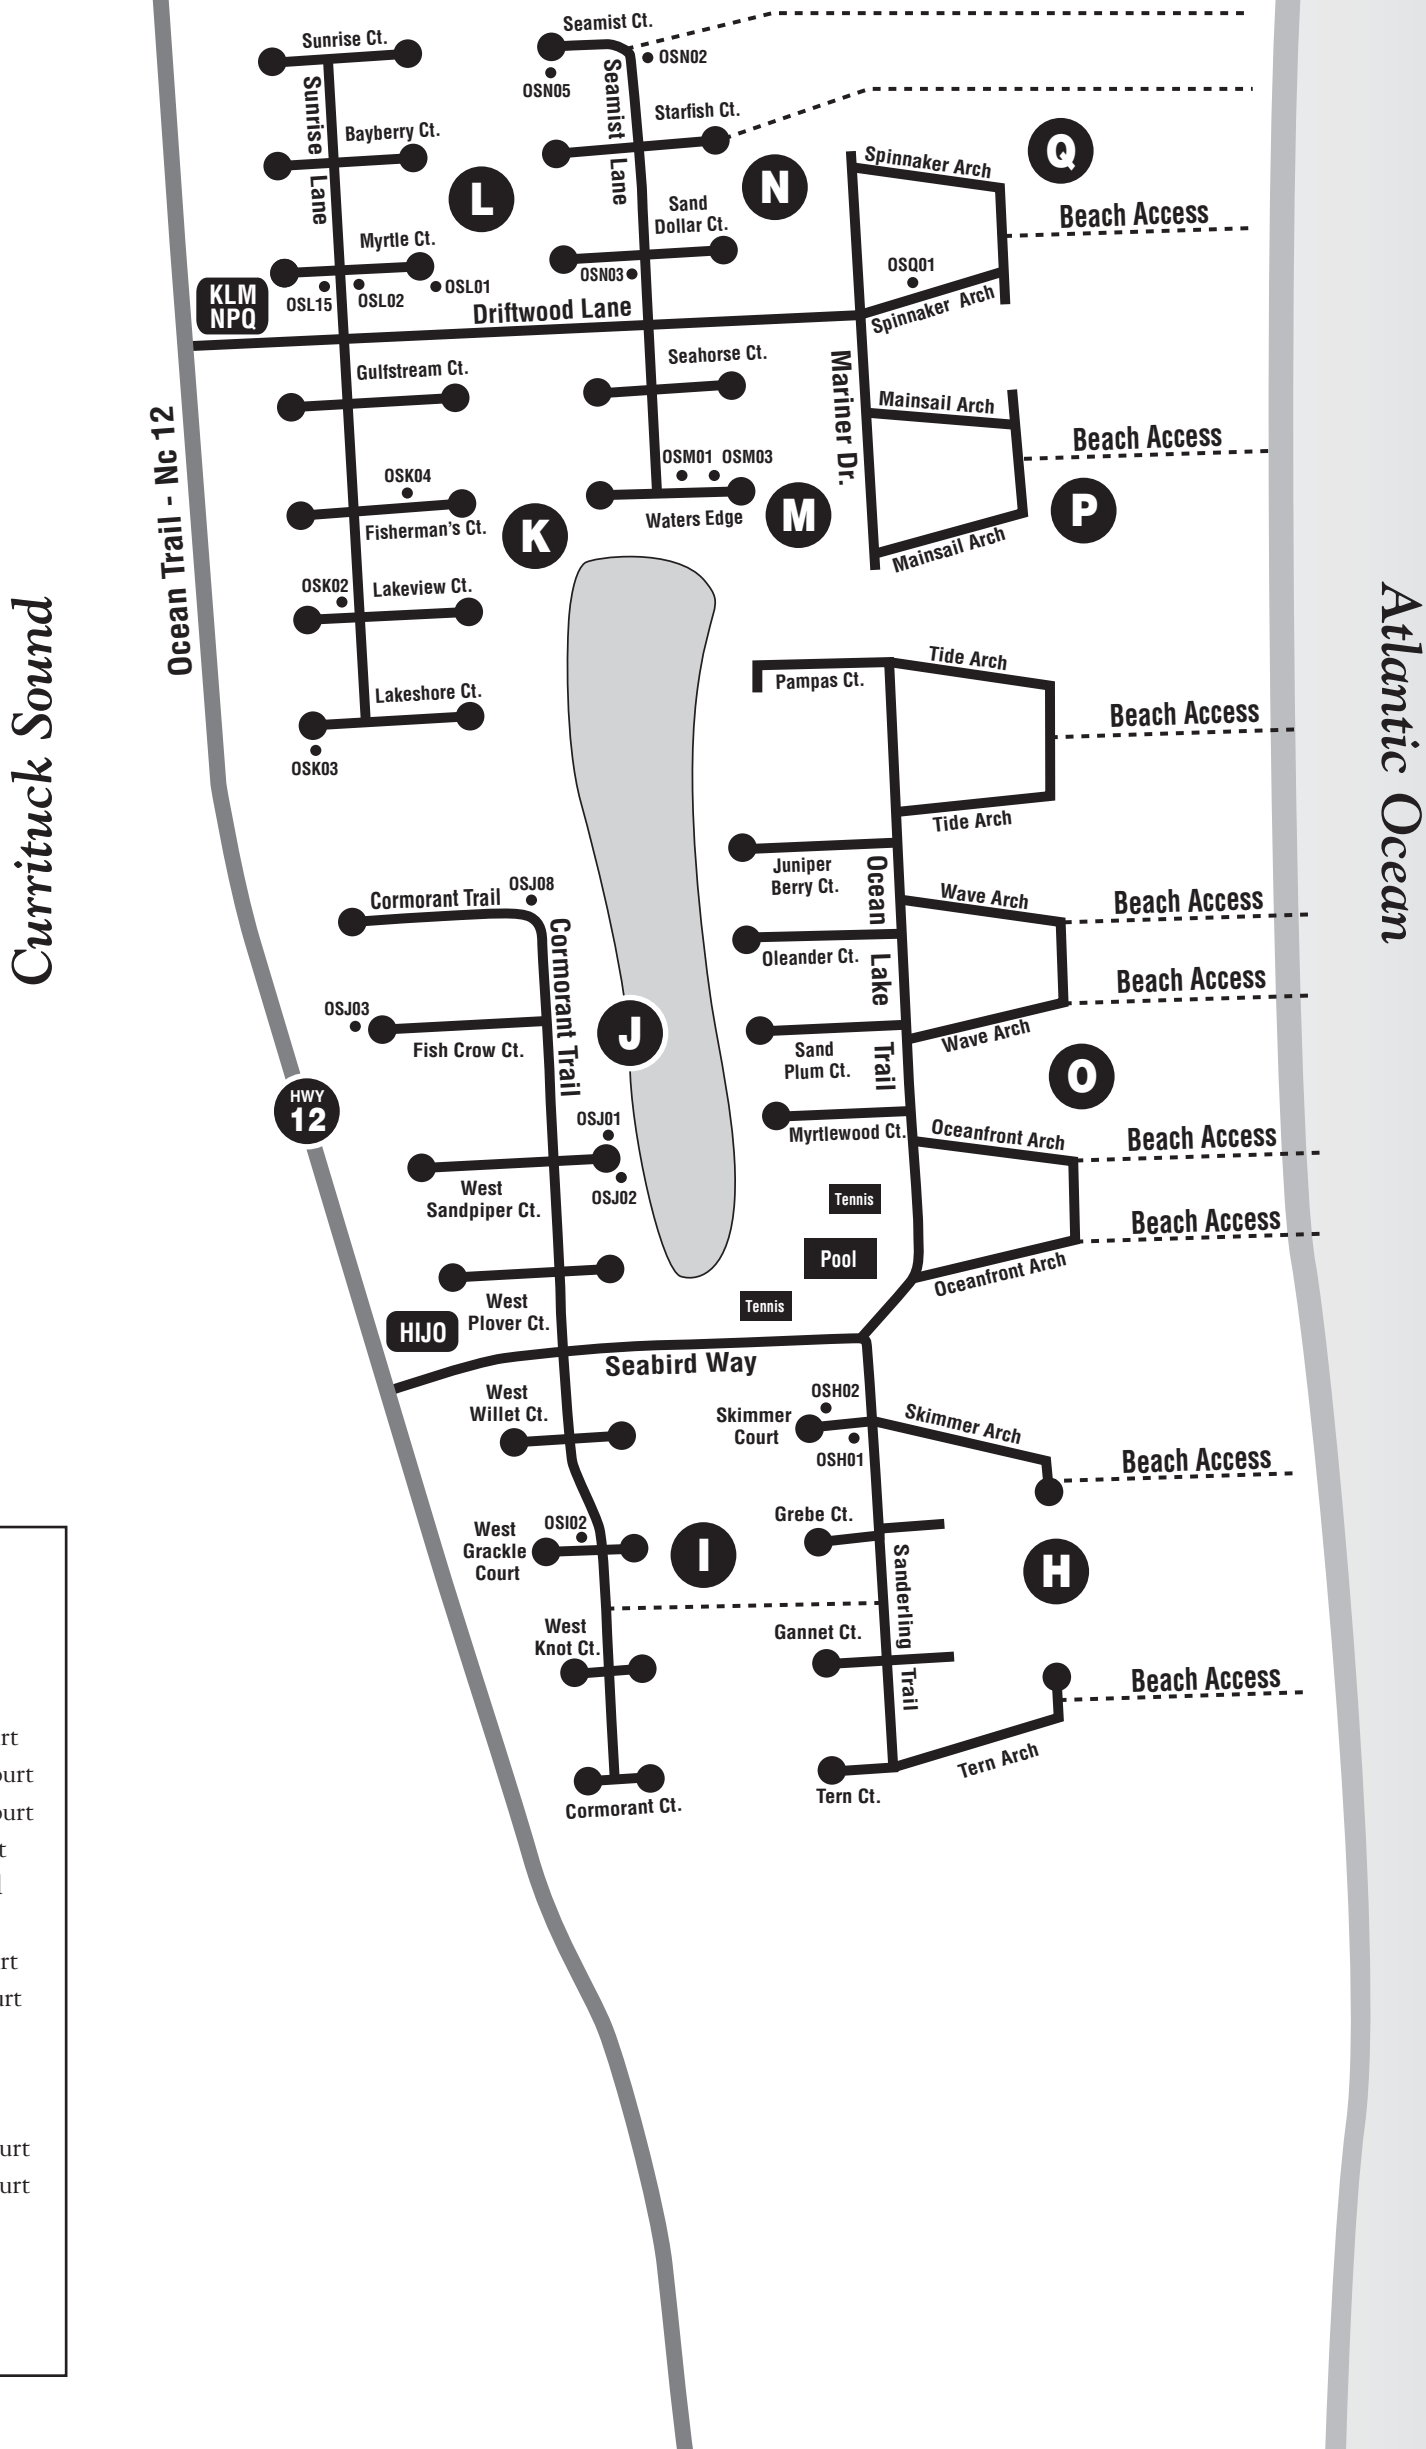 Seamist Ct.
Sunrise Ct.
OSN02
OSN05
Sunrise Lane
Seamist Lane
Starfish Ct.
Bayberry Ct.
Q
Spinnaker Arch
L
N
Beach Access
Sand
Dollar Ct.
Myrtle Ct.
OSQ01
OSN03
KLM
NPQ
OSL15
OSL02
OSL01
Driftwood Lane
Spinnaker Arch
Seahorse Ct.
Gulfstream Ct.
Mariner Dr.
Mainsail Arch
Ocean Trail - Nc 12
Beach Access
OSM01
OSM03
OSK04
P
M
Waters Edge
Fisherman's Ct.
K
Mainsail Arch
OSK02
Lakeview Ct.
Currituck Sound
Atlantic Ocean
Tide Arch
Pampas Ct.
Lakeshore Ct.
Beach Access
OSK03
Tide Arch
Juniper
Berry Ct.
Ocean Lake Trail
OSJ08
Cormorant Trail
Wave Arch
Beach Access
Cormorant Trail
Oleander Ct.
Beach Access
OSJ03
Fish Crow Ct.
J
Wave Arch
Sand
Plum Ct.
O
HWY
12
OSJ01
Myrtlewood Ct.
Oceanfront Arch
Beach Access
West
Sandpiper Ct.
OSJ02
Tennis
Beach Access
Pool
Oceanfront Arch
Tennis
West
Plover Ct.
HIJO
Seabird Way
West
Willet Ct.
OSH02
Skimmer
Court
Skimmer Arch
OSH01
Beach Access
Grebe Ct.
West
Grackle
Court
OSI02
I
H
Sanderling Trail
West
Knot Ct.
Gannet Ct.
Beach Access
Tern Arch
Tern Ct.
Cormorant Ct.